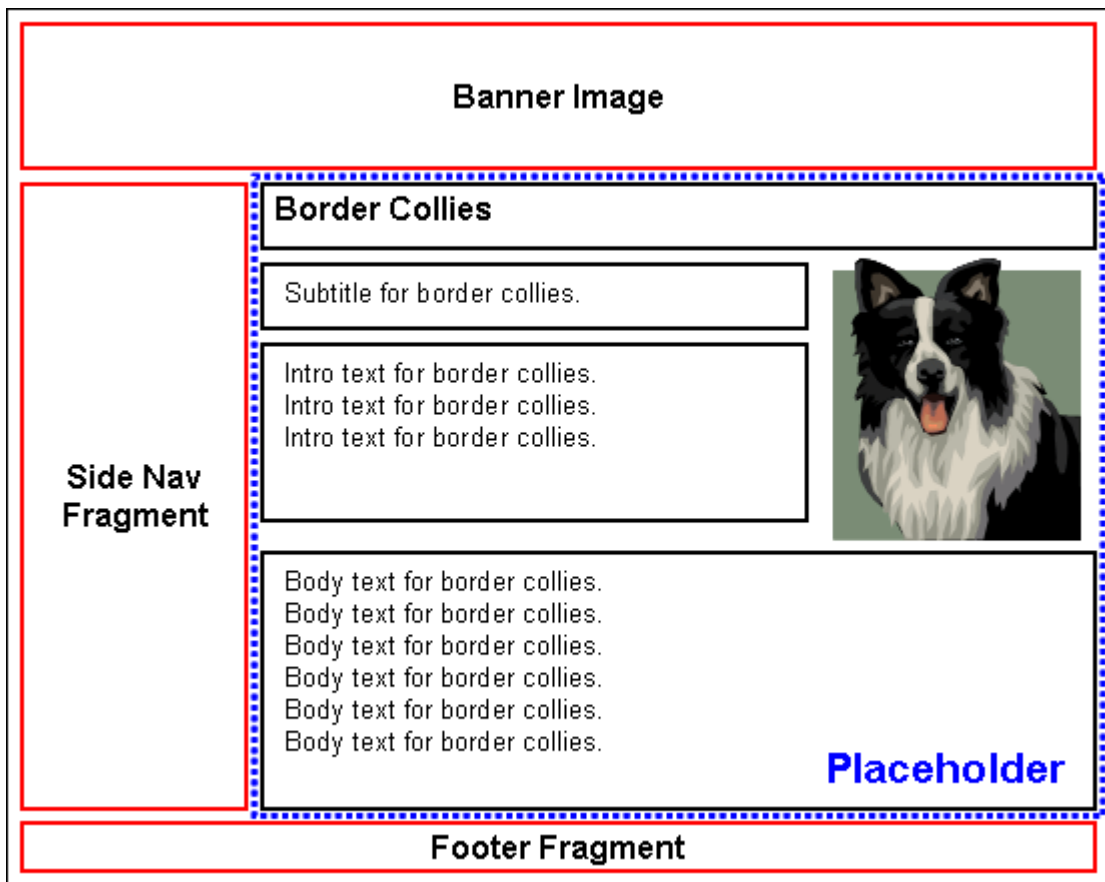 Banner Image
Side Nav
Fragment
Border Collies
Subtitle for border collies.
Intro text for border collies.
Intro text for border collies.
Intro text for border collies.
Body text for border collies.
Body text for border collies.
Body text for border collies.
Body text for border collies.
Body text for border collies.
Body text for border collies.
Placeholder
Footer Fragment